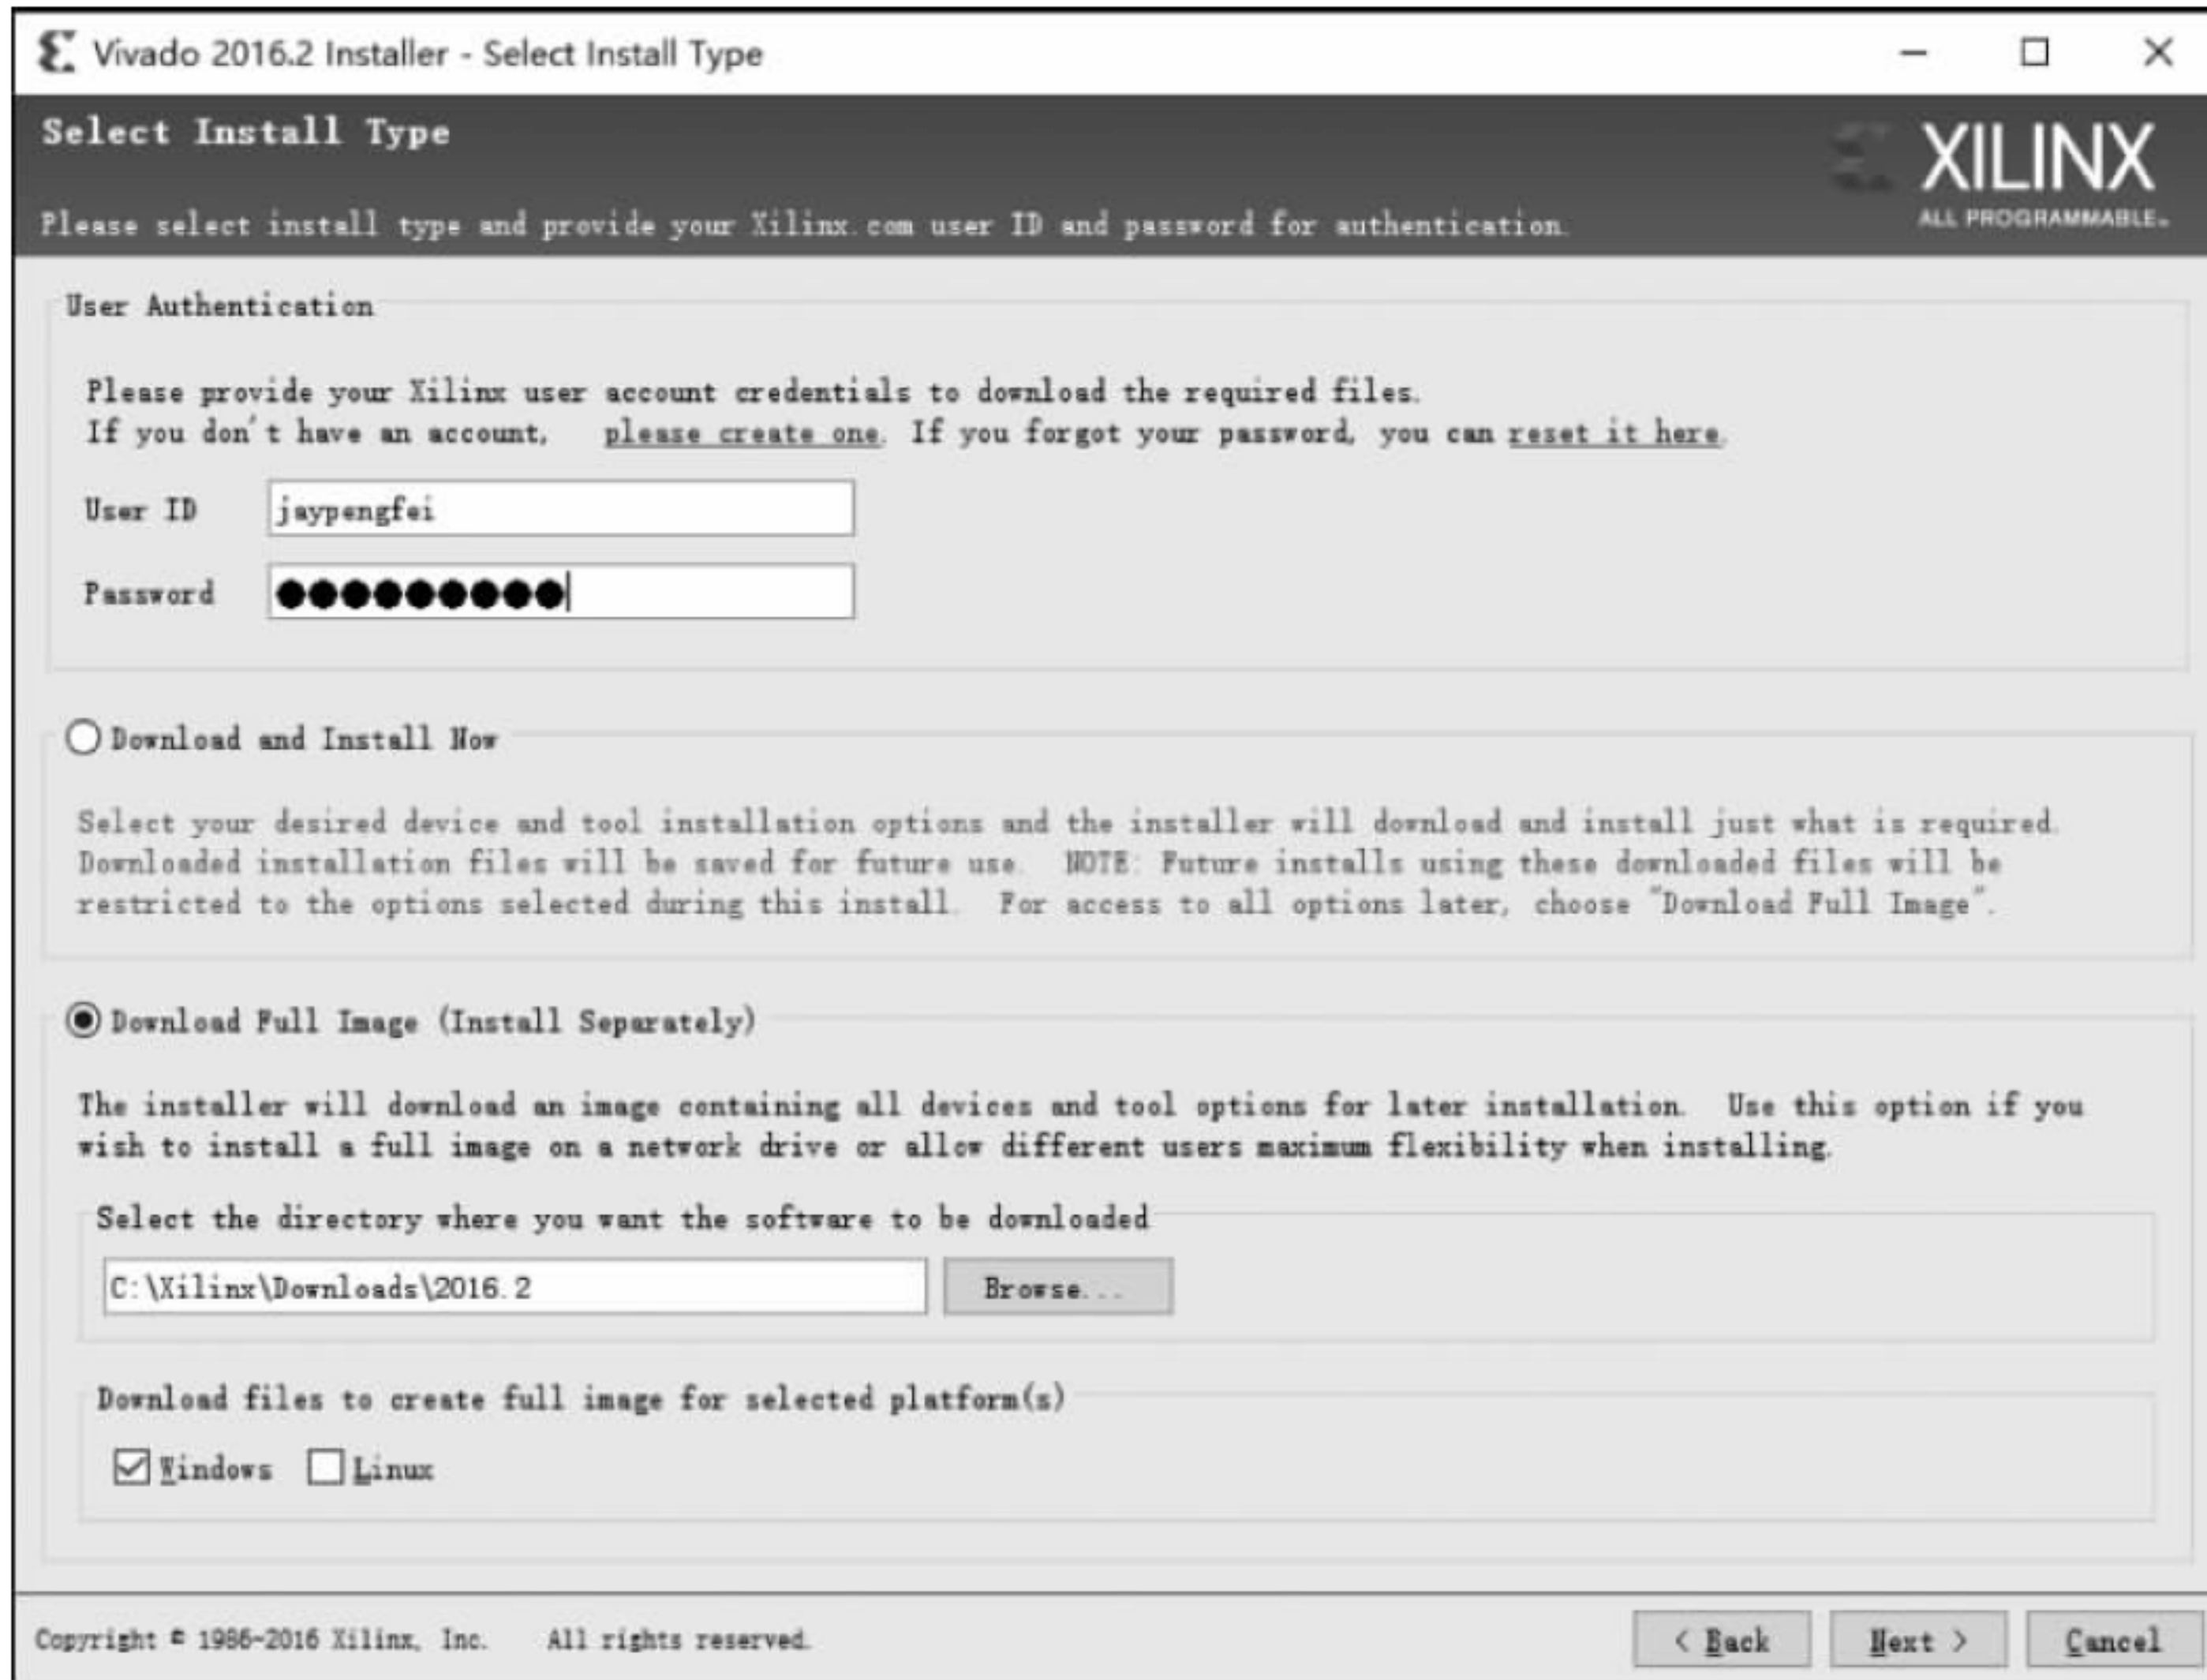 Vivado 2016.2 Installer - Select Install Type
Select Install Type
XILINX
ALL PROGRAMMABLE™
Please select install type and provide your Xilinx.com user ID and password for authentication.
User Authentication
Please provide your Xilinx user account credentials to download the required files.
If you don't have an account, please create one. If you forgot your password, you can reset it here.
User ID jaypengfei
Password ●●●●●●●●●
Download and Install Now
Select your desired device and tool installation options and the installer will download and install just what is required.
Downloaded installation files will be saved for future use. NOTE: Future installs using these downloaded files will be
restricted to the options selected during this install. For access to all options later, choose "Download Full Image".
Download Full Image (Install Separately)
The installer will download an image containing all devices and tool options for later installation. Use this option if you
wish to install a full image on a network drive or allow different users maximum flexibility when installing.
Select the directory where you want the software to be downloaded
C:\Xilinx\Downloads\2016.2 Browse...
Download files to create full image for selected platform(s)
Windows Linux
Copyright © 1986-2016 Xilinx, Inc. All rights reserved. < Back Next > Cancel